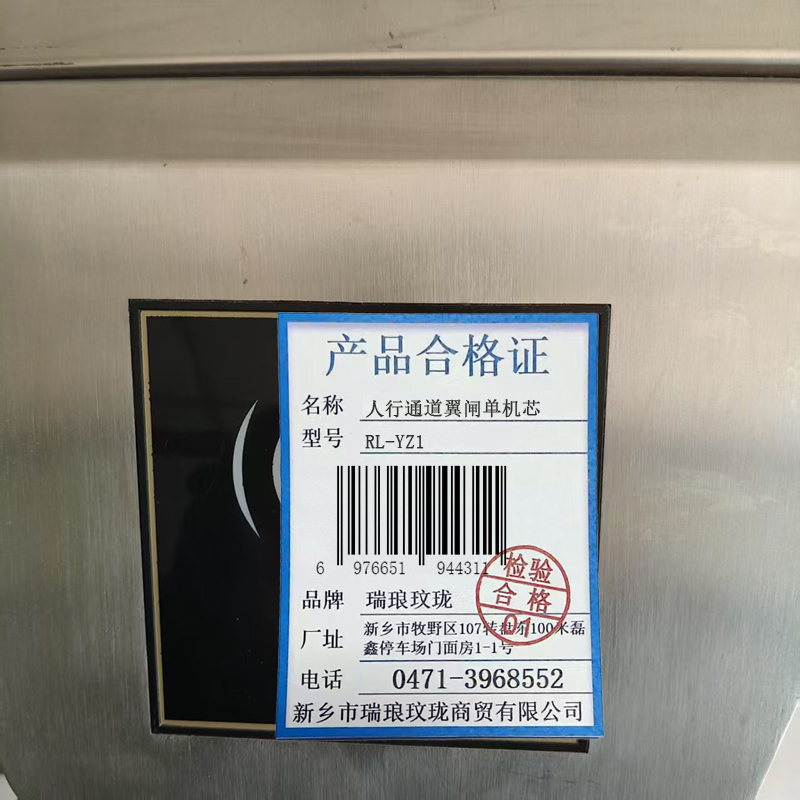 产品合格证
名称 人行通道翼闸单机芯
型号 RL-YZ1
6 976651 944311
检验
合格
01
品牌 瑞琅玟珑
厂址 新乡市牧野区107转盘东100米磊
鑫停车场门面房1-1号
电话 0471-3968552
新乡市瑞琅玟珑商贸有限公司